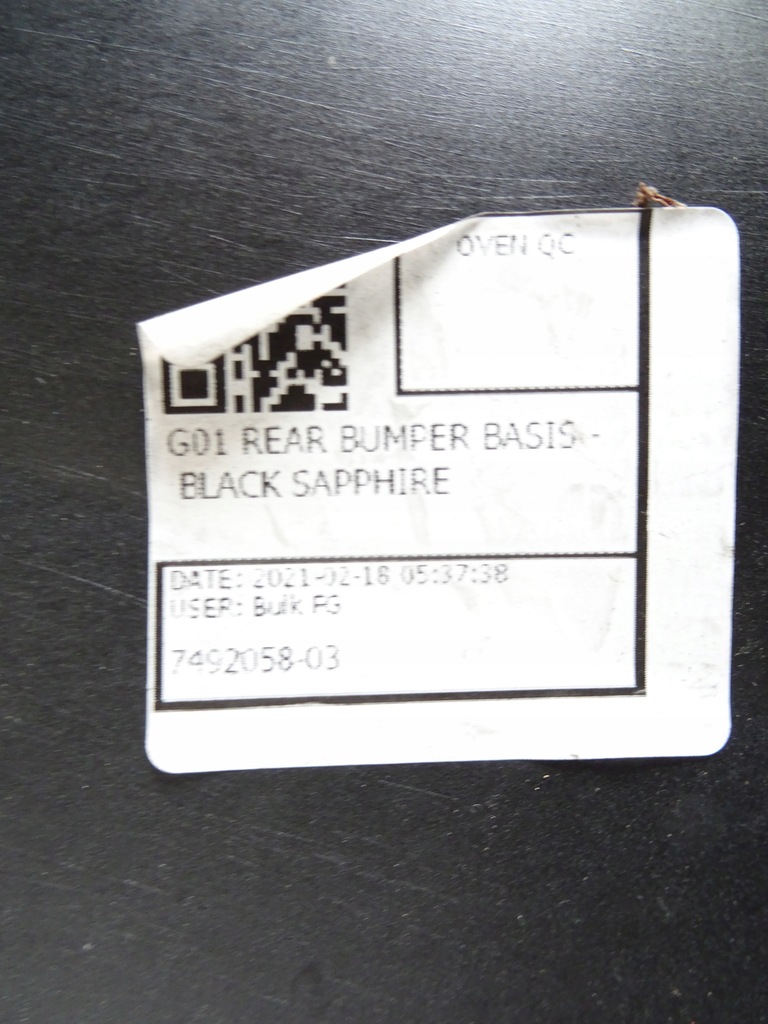 OVEN QC
G01 REAR BUMPER BASIS -
BLACK SAPPHIRE
DATE: 2021-02-18 05:37:38
USER: Bulk FG
7492058-03